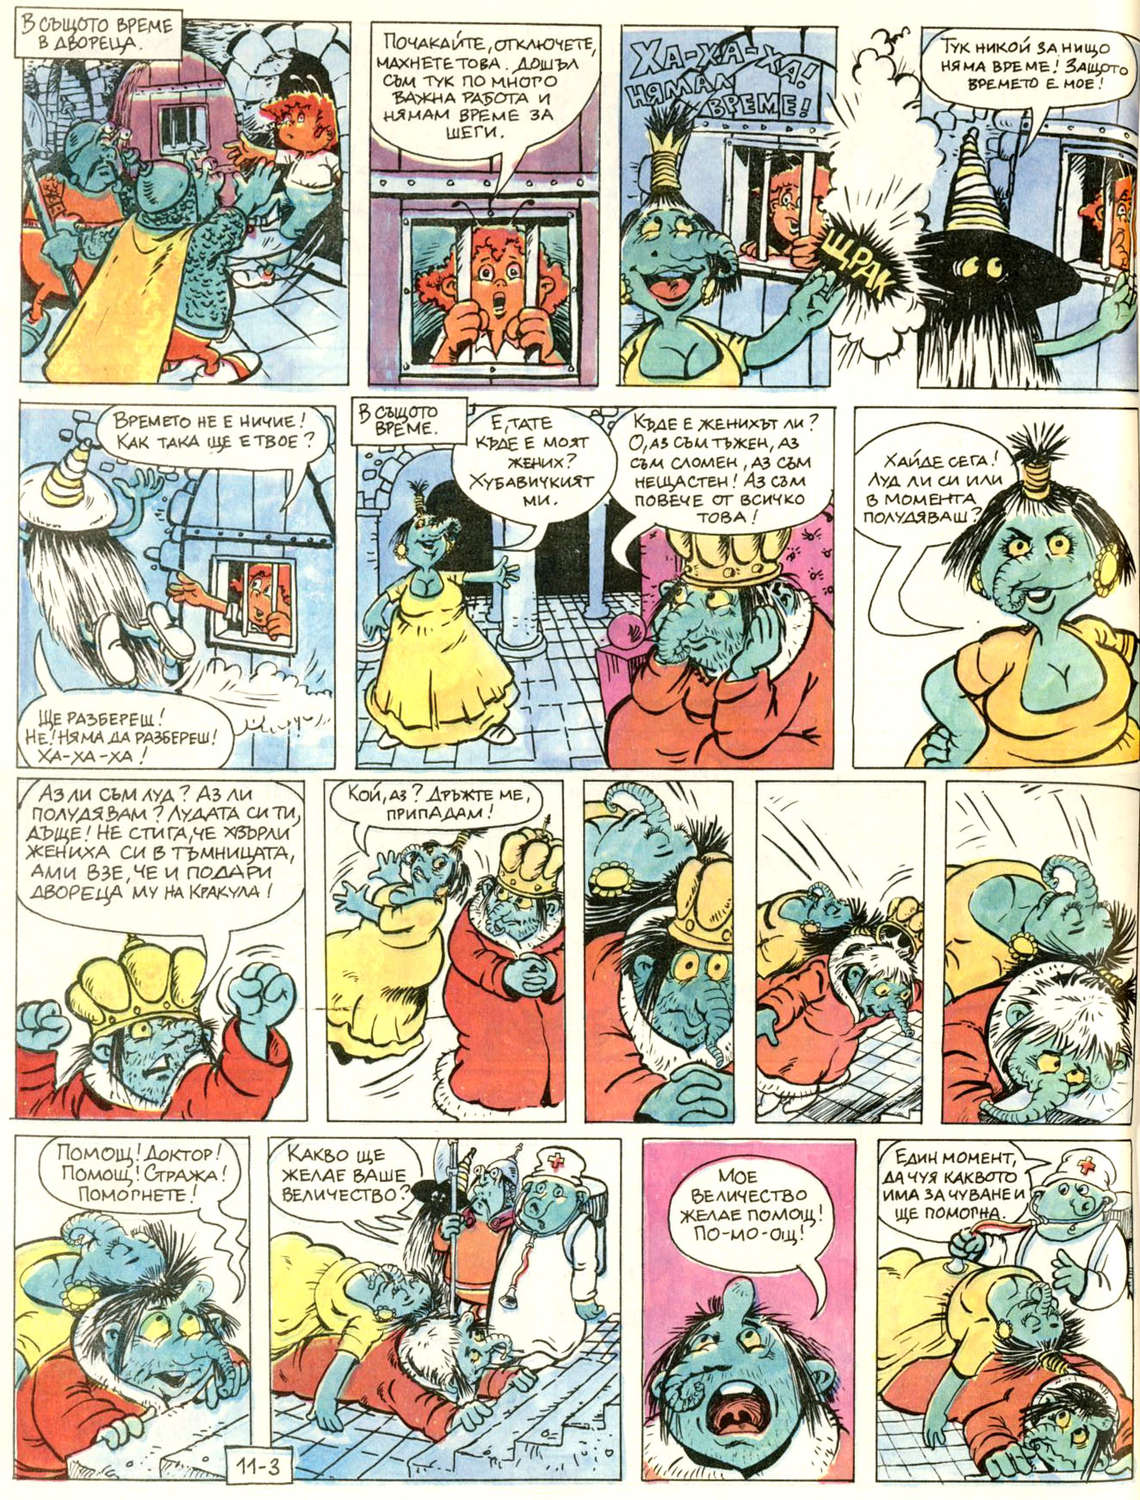 В СЪЩОТО ВРЕМЕ
В ДВОРЕЦА.
ПОЧАКАЙТЕ, ОТКЛЮЧЕТЕ,
МАХНЕТЕ ТОВА. ДОШЪЛ
СЪМ ТУК ПО МНОГО
ВАЖНА РАБОТА И
НЯМАМ ВРЕМЕ ЗА
ШЕГИ.
ХА-ХА-ХА!
НЯМАЛ
ВРЕМЕ!
ЩРАК
ТУК НИКОЙ ЗА НИЩО
НЯМА ВРЕМЕ! ЗАЩОТО
ВРЕМЕТО Е МОЕ!
ВРЕМЕТО НЕ Е НИЧИЕ!
КАК ТАКА ЩЕ Е ТВОЕ?
ЩЕ РАЗБЕРЕШ!
НЕ! НЯМА ДА РАЗБЕРЕШ!
ХА-ХА-ХА!
В СЪЩОТО
ВРЕМЕ.
Е, ТАТЕ
КЪДЕ Е МОЯТ
ЖЕНИХ?
ХУБАВИЧКИЯТ
МИ.
КЪДЕ Е ЖЕНИХЪТ ЛИ?
О, АЗ СЪМ ТЪЖЕН, АЗ
СЪМ СЛОМЕН, АЗ СЪМ
НЕЩАСТЕН! АЗ СЪМ
ПОВЕЧЕ ОТ ВСИЧКО
ТОВА!
ХАЙДЕ СЕГА!
ЛУД ЛИ СИ ИЛИ
В МОМЕНТА
ПОЛУДЯВАШ?
АЗ ЛИ СЪМ ЛУД? АЗ ЛИ
ПОЛУДЯВАМ? ЛУДАТА СИ ТИ,
ДЪЩЕ! НЕ СТИГА, ЧЕ ХВЪРЛИ
ЖЕНИХА СИ В ТЪМНИЦАТА,
АМИ ВЗЕ, ЧЕ И ПОДАРИ
ДВОРЕЦА МУ НА КРАКУЛА!
КОЙ, АЗ? ДРЪЖТЕ МЕ,
ПРИПАДАМ!
ПОМОЩ! ДОКТОР!
ПОМОЩ! СТРАЖА!
ПОМОГНЕТЕ!
11-3
КАКВО ЩЕ
ЖЕЛАЕ ВАШЕ
ВЕЛИЧЕСТВО?
МОЕ
ВЕЛИЧЕСТВО
ЖЕЛАЕ ПОМОЩ!
ПО-МО-ОЩ!
ЕДИН МОМЕНТ,
ДА ЧУЯ КАКВОТО
ИМА ЗА ЧУВАНЕ И
ЩЕ ПОМОГНА.